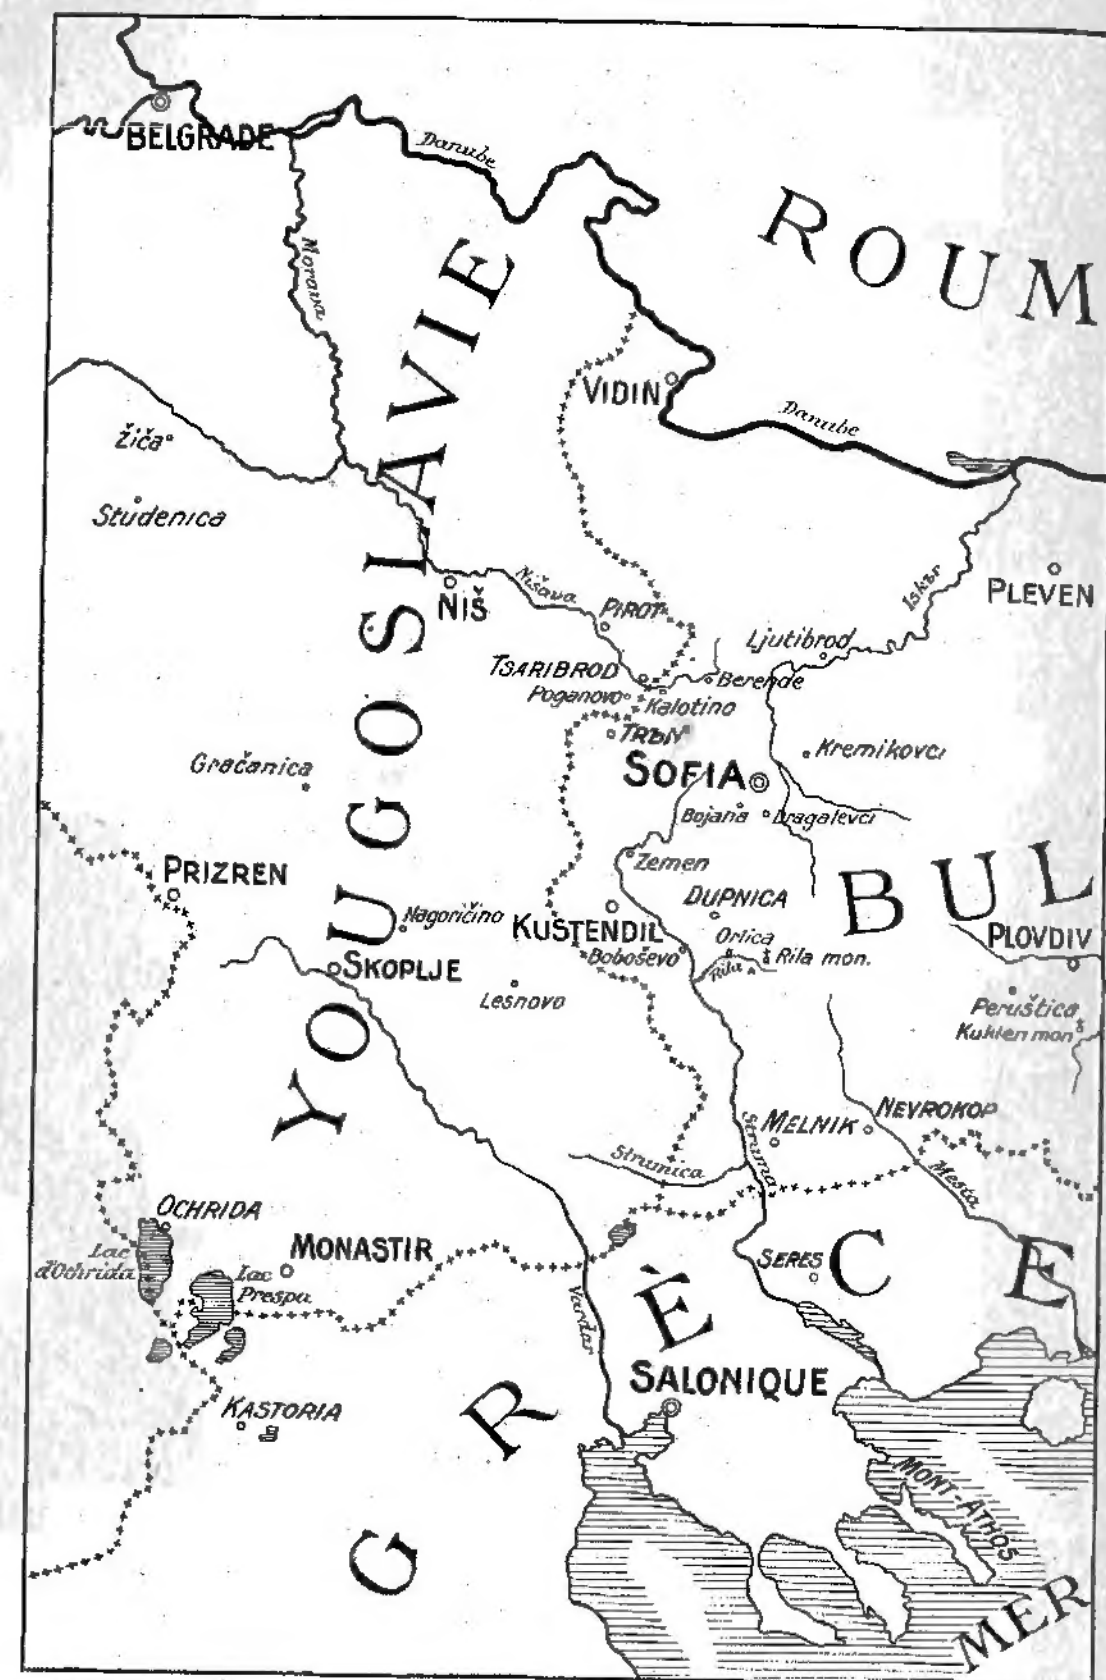 BELGRADE
Danube
ROUM
Morava
YOUGOSLAVIE
VIDIN
Danube
Žiča
Studenica
Iskъr
PLEVEN
NIŠ
Nišava
PIROT
Ljutibrod
TSARIBROD
Berende
Poganovo
Kalotino
TRЪN
Kremikovci
SOFIA
Gračanica
Bojana
Dragalevci
Zemen
PRIZREN
DUPNICA
BUL
Nagoričino
KUSTENDIL
Orlica
PLOVDIV
Boboševo
Rila mon.
Rila
SKOPLJE
Lesnovo
Peruštica
Kuklen mon
NEVROKOP
MELNIK
Struma
Strumica
Mesta
OCHRIDA
Lac
d'Ochrida
MONASTIR
Lac
Prespa
SERES
Vardar
GRÉCE
SALONIQUE
KASTORIA
MONT-ATHOS
MER